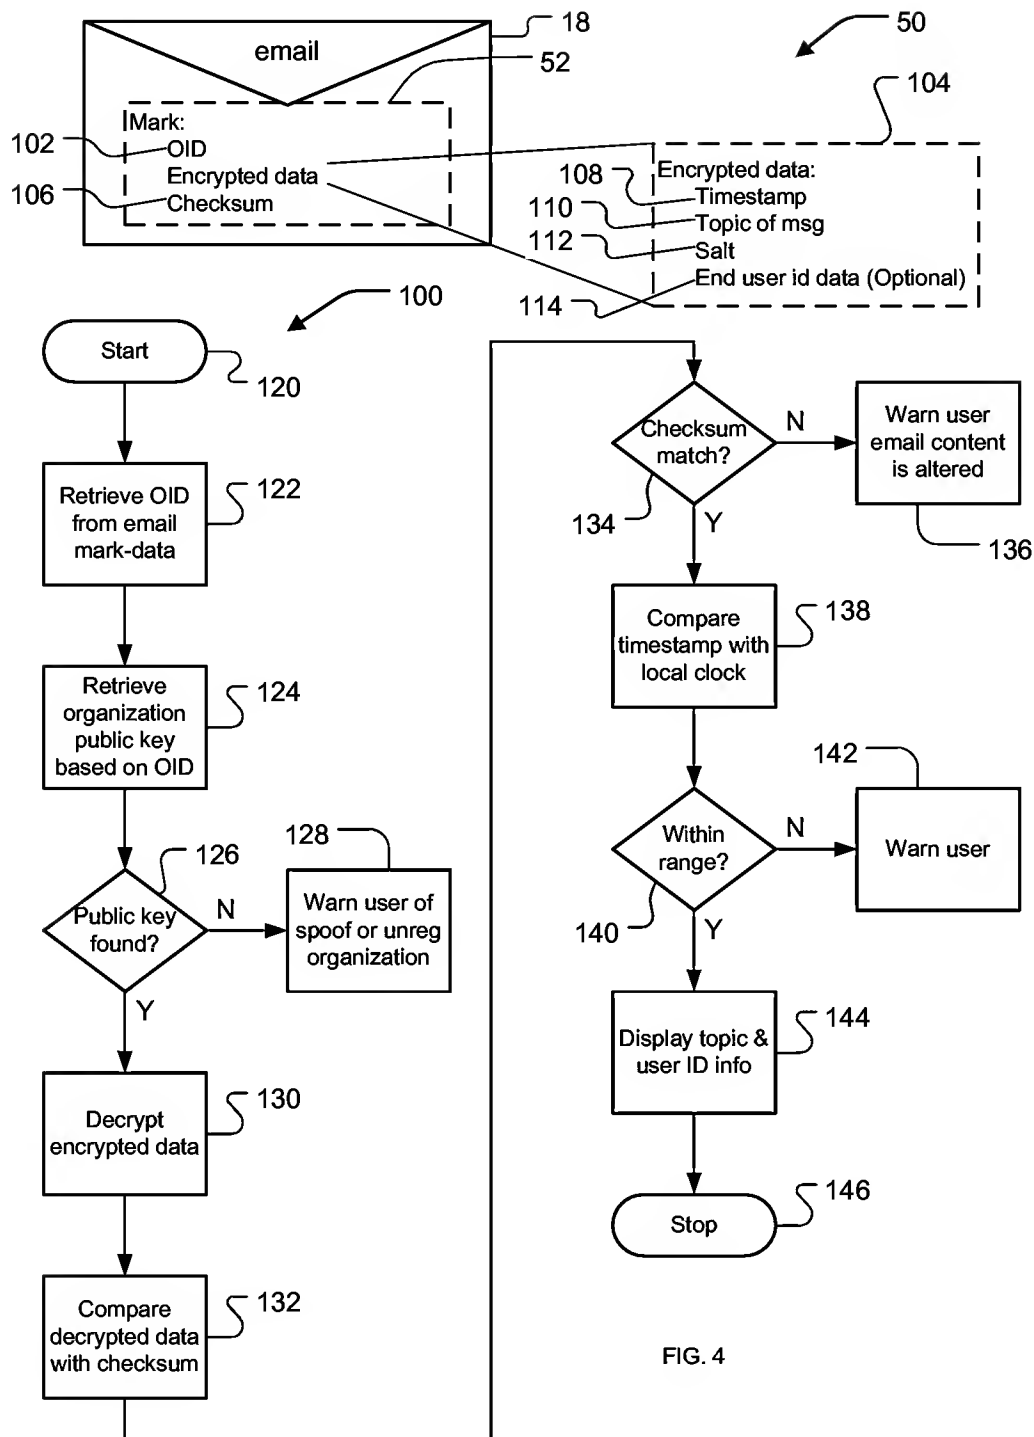 email
18
50
52
104
Mark:
102
OID
Encrypted data
106
Checksum
Encrypted data:
108
Timestamp
110
Topic of msg
112
Salt
End user id data (Optional)
114
100
Start
120
Retrieve OID
from email
mark-data
122
Retrieve
organization
public key
based on OID
124
126
Public key
found?
N
Y
128
Warn user of
spoof or unreg
organization
Decrypt
encrypted data
130
Compare
decrypted data
with checksum
132
Checksum
match?
N
Y
134
Warn user
email content
is altered
136
Compare
timestamp with
local clock
138
Within
range?
N
Y
140
142
Warn user
Display topic &
user ID info
144
Stop
146
FIG. 4